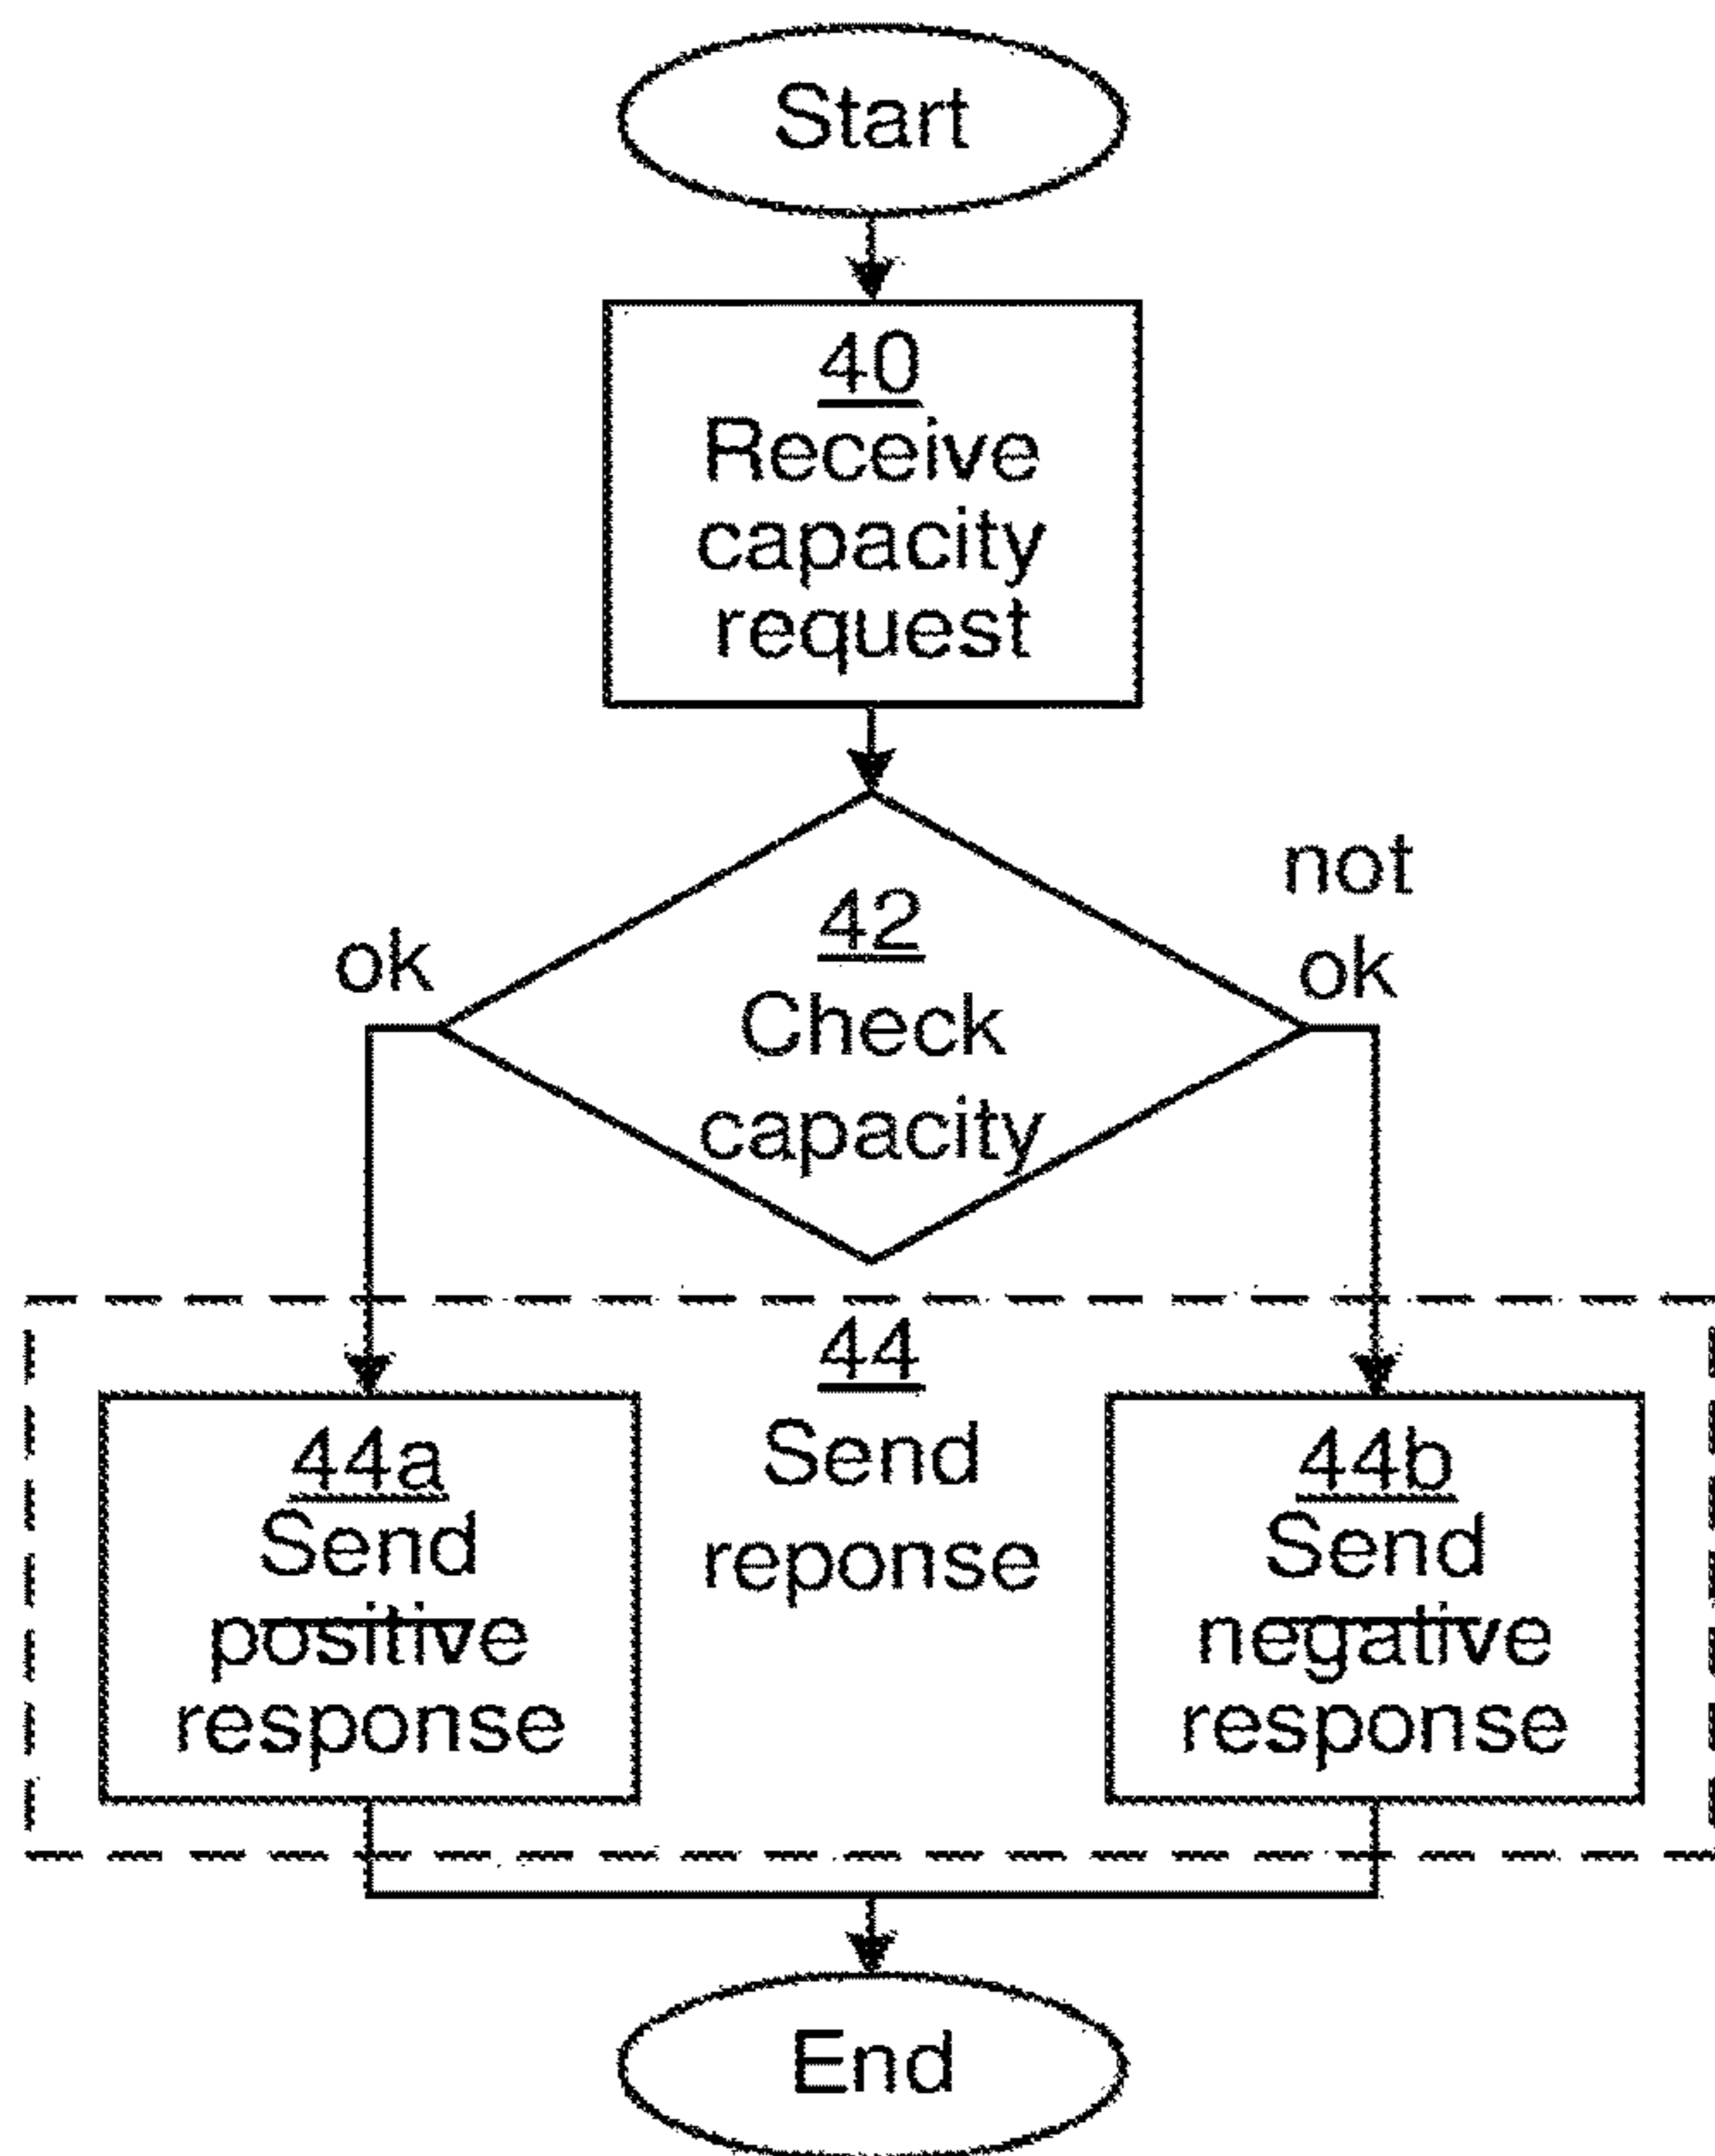 Start
40
Receive
capacity
request
ok
42
Check
capacity
not
ok
44
Send
reponse
44a
Send
positive
response
44b
Send
negative
response
End